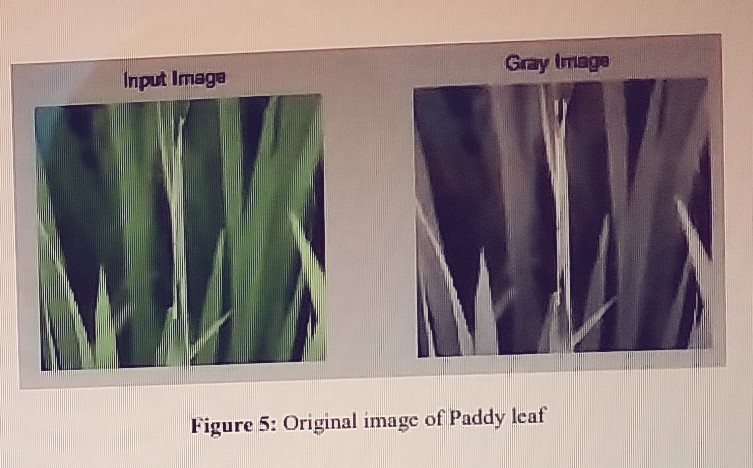 Input Image
Gray Image
Figure 5: Original image of Paddy leaf